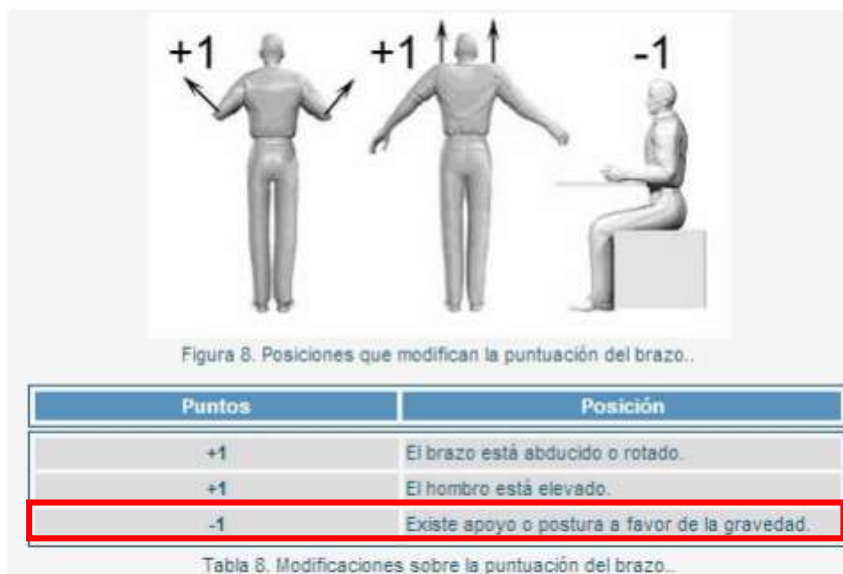 +1 +1 -1
Figura 8. Posiciones que modifican la puntuación del brazo..
Puntos Posición
+1 El brazo está abducido o rotado.
+1 El hombro está elevado.
-1 Existe apoyo o postura a favor de la gravedad.
Tabla 8. Modificaciones sobre la puntuación del brazo..